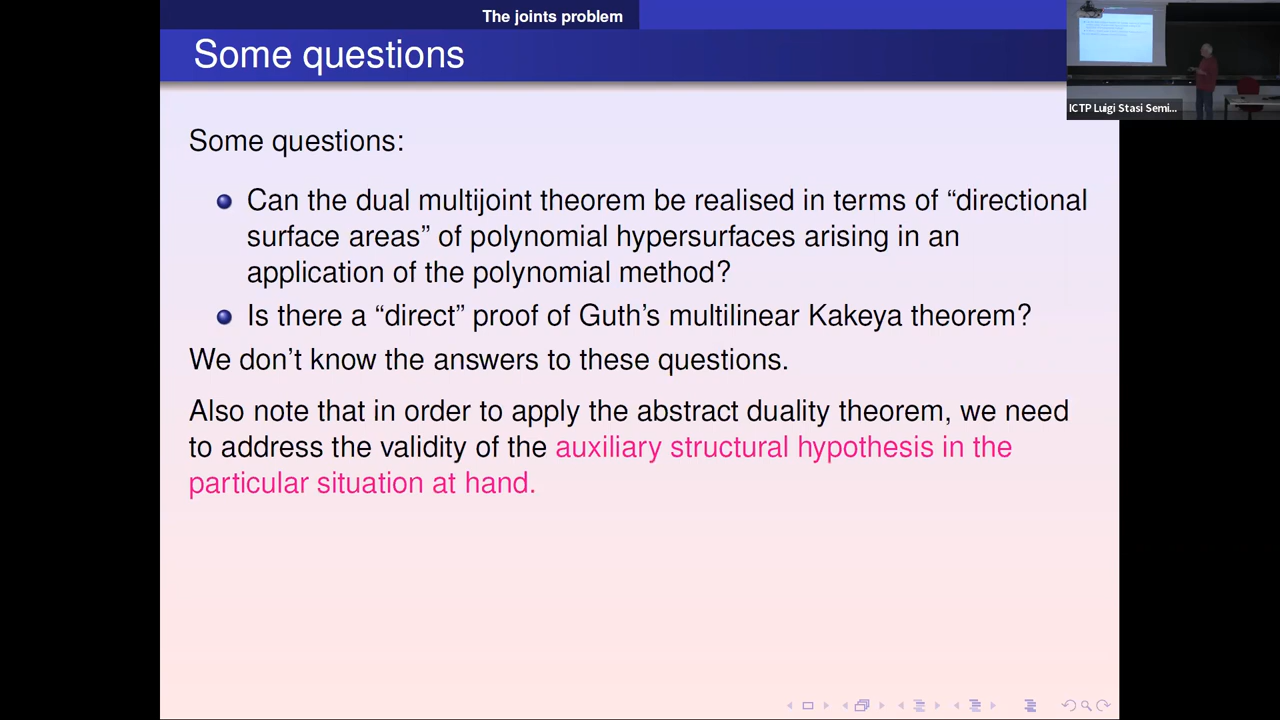 The joints problem
Some questions
ICTP Luigi Stasi Semi...
Some questions:
Can the dual multijoint theorem be realised in terms of “directional
surface areas” of polynomial hypersurfaces arising in an
application of the polynomial method?
Is there a “direct” proof of Guth’s multilinear Kakeya theorem?
We don’t know the answers to these questions.
Also note that in order to apply the abstract duality theorem, we need
to address the validity of the auxiliary structural hypothesis in the
particular situation at hand.